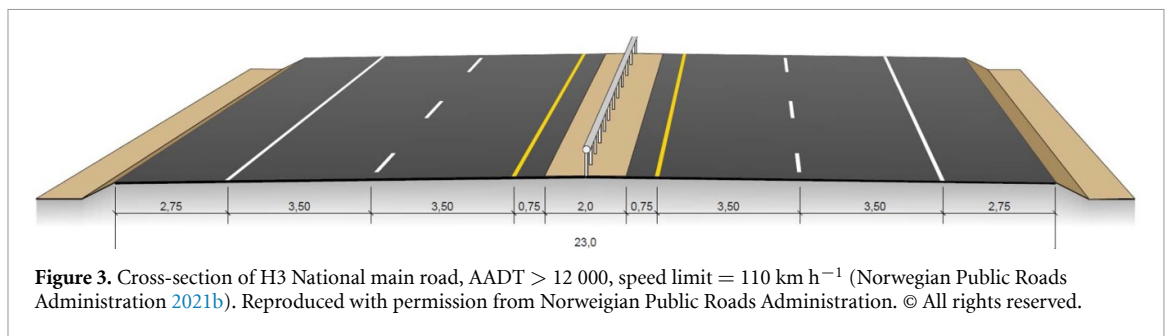 2,75 3,50 3,50 0,75 2,0 0,75 3,50 3,50 2,75
23,0
Figure 3. Cross-section of H3 National main road, AADT > 12 000, speed limit = 110 km h⁻¹ (Norwegian Public Roads
Administration 2021b). Reproduced with permission from Norweigian Public Roads Administration. © All rights reserved.